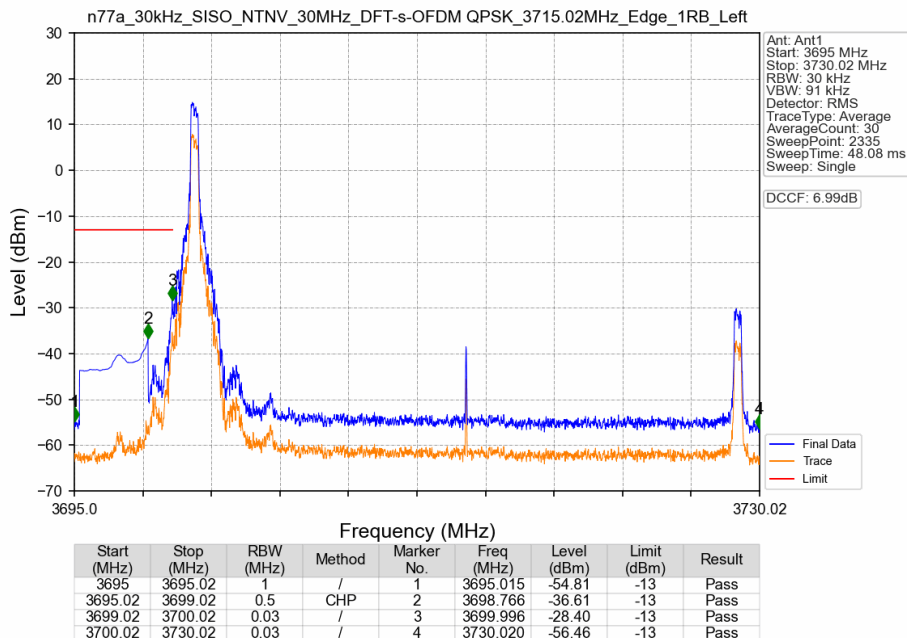 n77a_30kHz_SISO_NTNV_30MHz_DFT-s-OFDM QPSK_3715.02MHz_Edge_1RB_Left
30
20
10
0
−10
−20
−30
−40
−50
−60
−70
Level (dBm)
1
2
3
4
3695.0
3730.02
Frequency (MHz)
Ant: Ant1
Start: 3695 MHz
Stop: 3730.02 MHz
RBW: 30 kHz
VBW: 91 kHz
Detector: RMS
TraceType: Average
AverageCount: 30
SweepPoint: 2335
SweepTime: 48.08 ms
Sweep: Single
DCCF: 6.99dB
Final Data
Trace
Limit
Start (MHz) Stop (MHz) RBW (MHz) Method Marker No. Freq (MHz) Level (dBm) Limit (dBm) Result
3695 3695.02 1 / 1 3695.015 -54.81 -13 Pass
3695.02 3699.02 0.5 CHP 2 3698.766 -36.61 -13 Pass
3699.02 3700.02 0.03 / 3 3699.996 -28.40 -13 Pass
3700.02 3730.02 0.03 / 4 3730.020 -56.46 -13 Pass